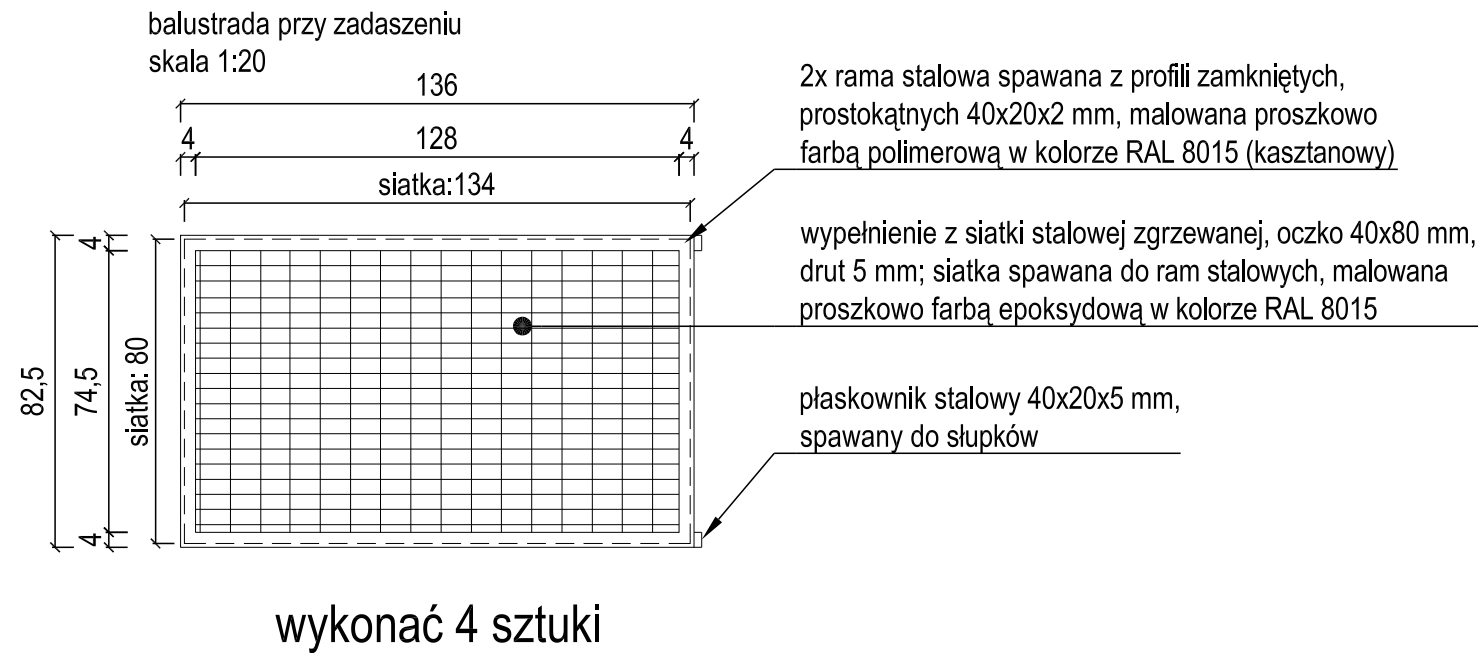 balustrada przy zadaszeniu
skala 1:20
136
4 128 4
siatka:134
82,5
4
74,5
4
siatka: 80
2x rama stalowa spawana z profili zamkniętych,
prostokątnych 40x20x2 mm, malowana proszkowo
farbą polimerową w kolorze RAL 8015 (kasztanowy)
wypełnienie z siatki stalowej zgrzewanej, oczko 40x80 mm,
drut 5 mm; siatka spawana do ram stalowych, malowana
proszkowo farbą epoksydową w kolorze RAL 8015
płaskownik stalowy 40x20x5 mm,
spawany do słupków
wykonać 4 sztuki